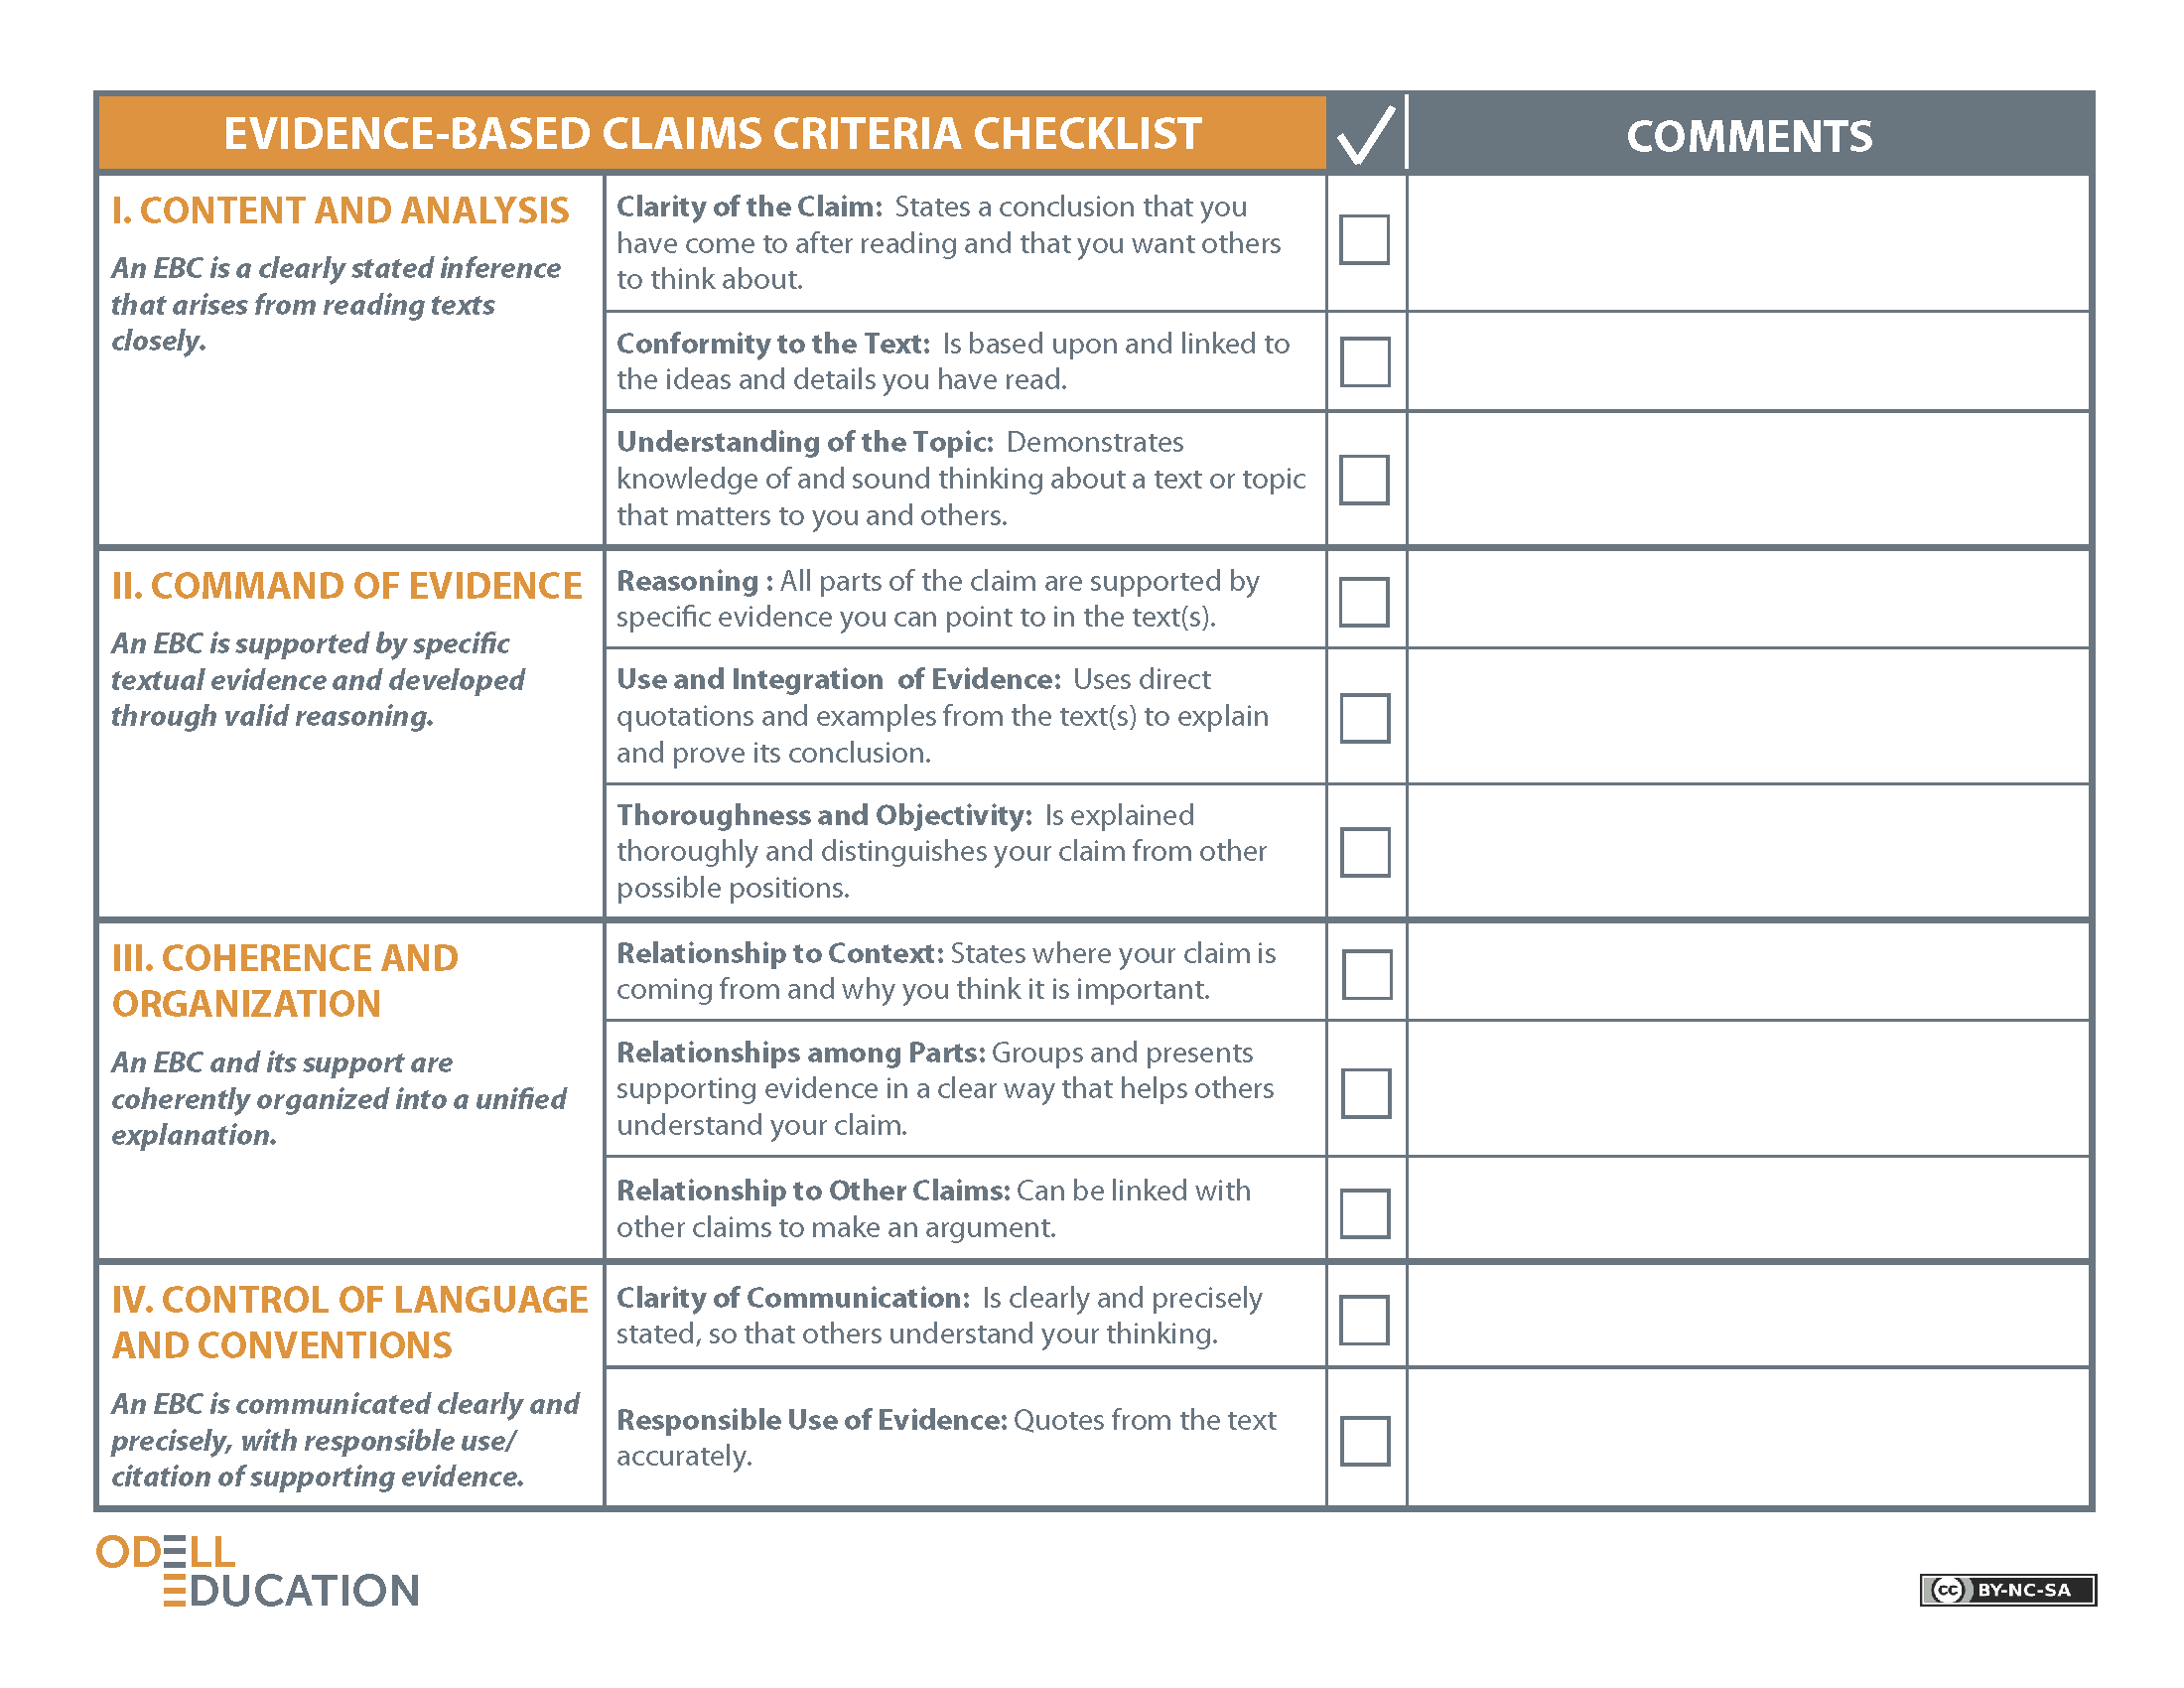 EVIDENCE-BASED CLAIMS CRITERIA CHECKLIST
COMMENTS
I. CONTENT AND ANALYSIS
An EBC is a clearly stated inference
that arises from reading texts
closely.
Clarity of the Claim: States a conclusion that you
have come to after reading and that you want others
to think about.
Conformity to the Text: Is based upon and linked to
the ideas and details you have read.
Understanding of the Topic: Demonstrates
knowledge of and sound thinking about a text or topic
that matters to you and others.
II. COMMAND OF EVIDENCE
An EBC is supported by specific
textual evidence and developed
through valid reasoning.
Reasoning : All parts of the claim are supported by
specific evidence you can point to in the text(s).
Use and Integration of Evidence: Uses direct
quotations and examples from the text(s) to explain
and prove its conclusion.
Thoroughness and Objectivity: Is explained
thoroughly and distinguishes your claim from other
possible positions.
III. COHERENCE AND
ORGANIZATION
An EBC and its support are
coherently organized into a unified
explanation.
Relationship to Context: States where your claim is
coming from and why you think it is important.
Relationships among Parts: Groups and presents
supporting evidence in a clear way that helps others
understand your claim.
Relationship to Other Claims: Can be linked with
other claims to make an argument.
IV. CONTROL OF LANGUAGE
AND CONVENTIONS
An EBC is communicated clearly and
precisely, with responsible use/
citation of supporting evidence.
Clarity of Communication: Is clearly and precisely
stated, so that others understand your thinking.
Responsible Use of Evidence: Quotes from the text
accurately.
ODELL
EDUCATION
cc BY-NC-SA